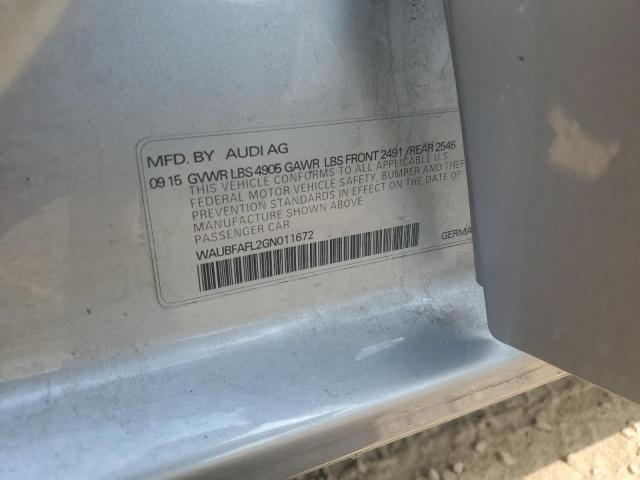 MFD. BY AUDI AG
09 15 GVWR LBS 4905 GAWR LBS FRONT 2491 / REAR 2546
THIS VEHICLE CONFORMS TO ALL APPLICABLE U.S.
FEDERAL MOTOR VEHICLE SAFETY, BUMPER AND THEF
PREVENTION STANDARDS IN EFFECT ON THE DATE OF
MANUFACTURE SHOWN ABOVE
PASSENGER CAR
WAUBFAFL2GN011672
GERMA